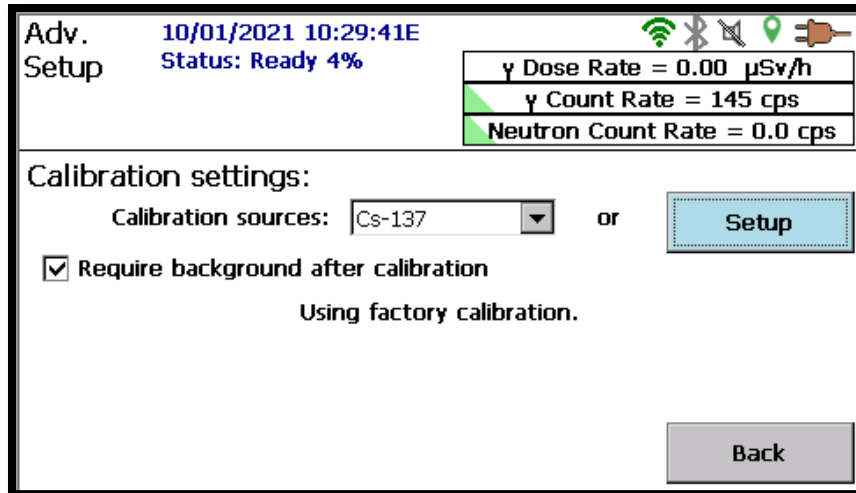 Adv. Setup
10/01/2021 10:29:41E
Status: Ready 4%
γ Dose Rate = 0.00 µSv/h
γ Count Rate = 145 cps
Neutron Count Rate = 0.0 cps
Calibration settings:
Calibration sources: Cs-137 or Setup
Require background after calibration
Using factory calibration.
Back